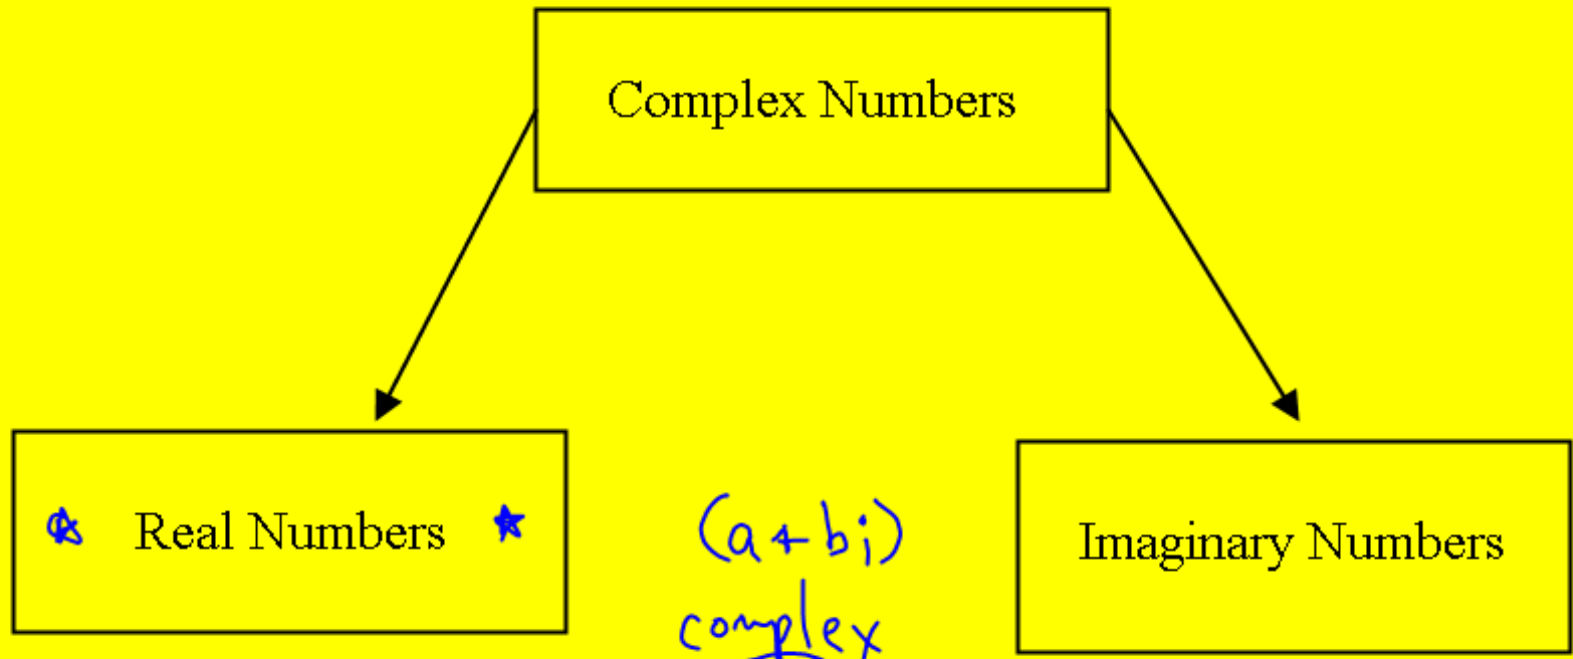 Complex Numbers
Real Numbers
(a+bi)
complex
Imaginary Numbers